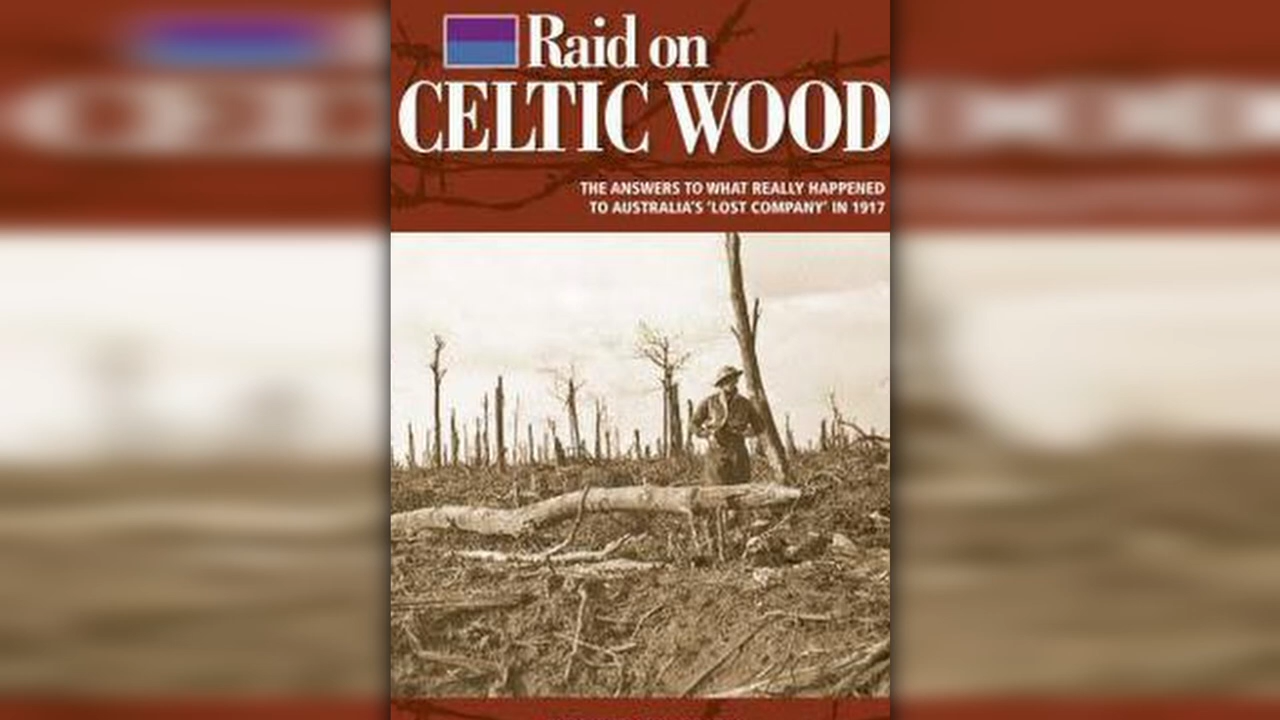 Raid on
CELTIC WOOD
THE ANSWERS TO WHAT REALLY HAPPENED
TO AUSTRALIA'S 'LOST COMPANY' IN 1917